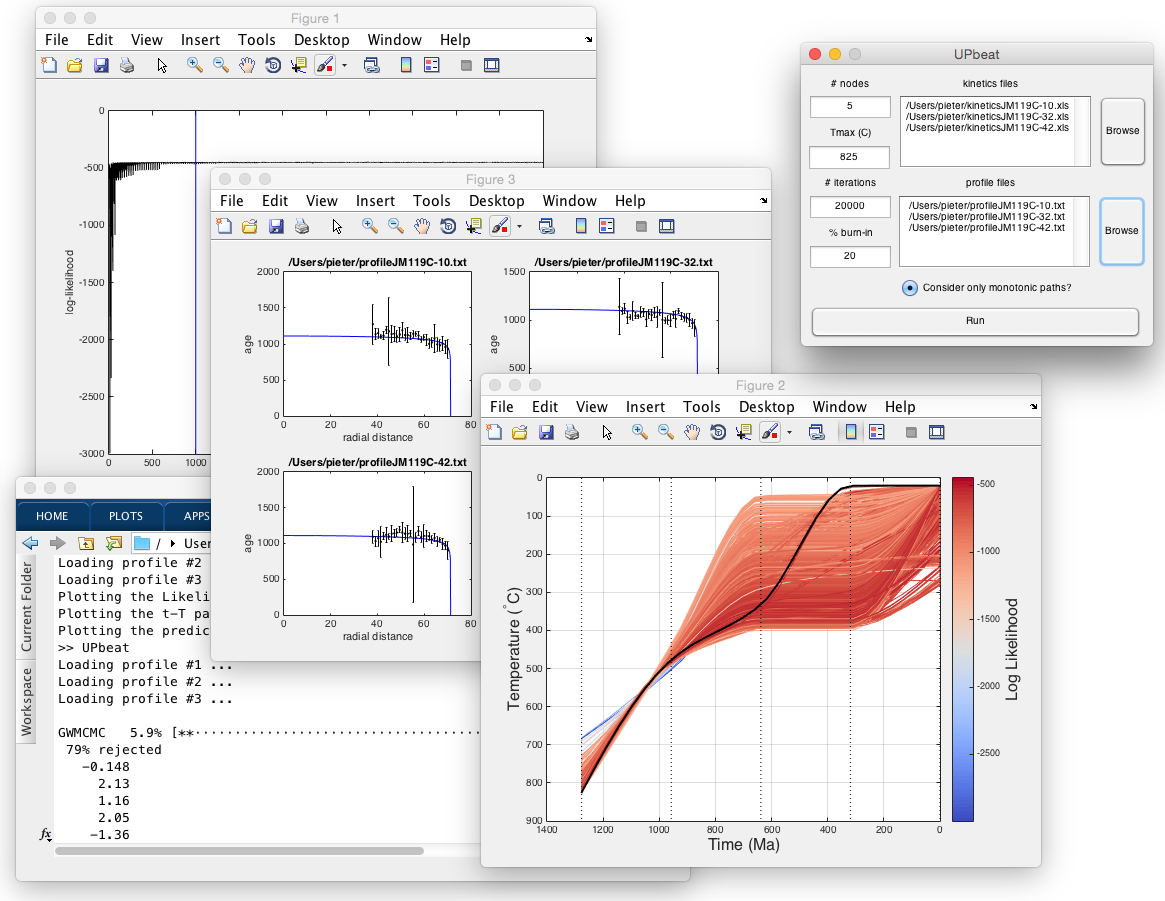 Figure 1
File Edit View Insert Tools Desktop Window Help
0
-500
-1000
-1500
-2000
-2500
-3000
log-likelihood
0 500 1000
Figure 3
File Edit View Insert Tools Desktop Window Help
/Users/pieter/profileJM119C-10.txt
2000
1500
1000
500
0
age
0 20 40 60 80
radial distance
/Users/pieter/profileJM119C-32.txt
1500
1000
500
age
/Users/pieter/profileJM119C-42.txt
2000
1500
1000
500
0
age
0 20 40 60 80
radial distance
UPbeat
# nodes
5
Tmax (C)
825
# iterations
20000
% burn-in
20
kinetics files
/Users/pieter/kineticsJM119C-10.xls
/Users/pieter/kineticsJM119C-32.xls
/Users/pieter/kineticsJM119C-42.xls
Browse
profile files
/Users/pieter/profileJM119C-10.txt
/Users/pieter/profileJM119C-32.txt
/Users/pieter/profileJM119C-42.txt
Browse
Consider only monotonic paths?
Run
Figure 2
File Edit View Insert Tools Desktop Window Help
0
100
200
300
400
500
600
700
800
900
Temperature (°C)
1400 1200 1000 800 600 400 200 0
Time (Ma)
-500
-1000
-1500
-2000
-2500
Log Likelihood
HOME PLOTS APPS
/ User
Current Folder
Workspace
Loading profile #2
Loading profile #3
Plotting the Likeli
Plotting the t-T pa
Plotting the predic
>> UPbeat
Loading profile #1 ...
Loading profile #2 ...
Loading profile #3 ...
GWMCMC 5.9% [**·····································
79% rejected
-0.148
2.13
1.16
2.05
-1.36
fx